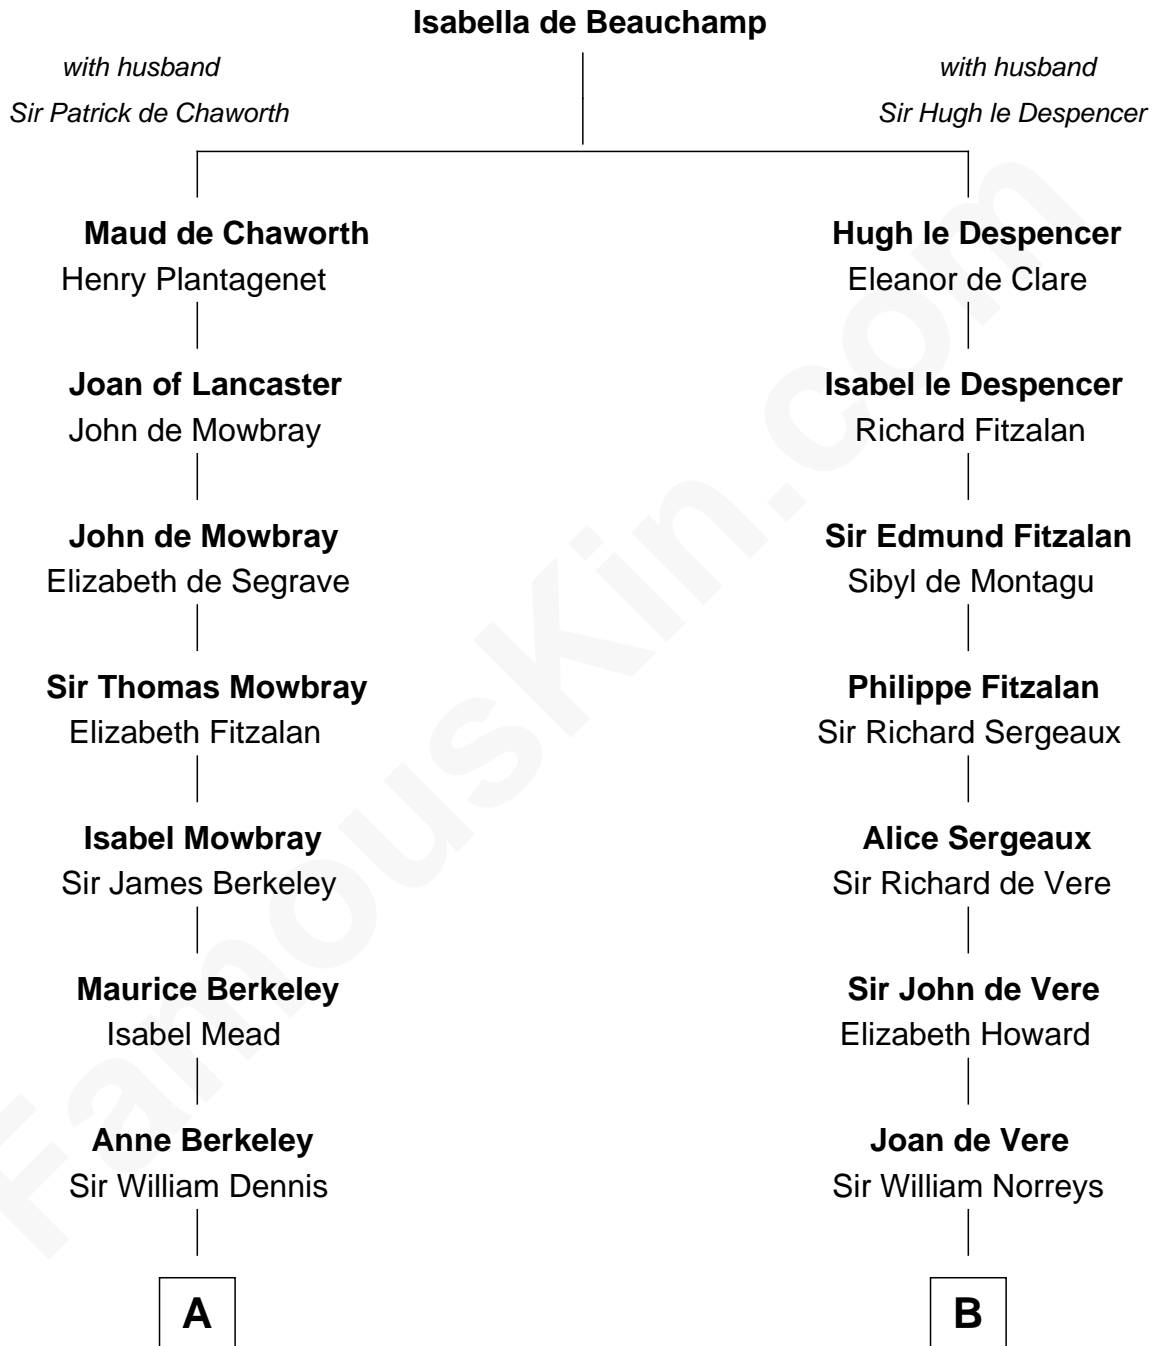 Isabella de Beauchamp
with husband
Sir Patrick de Chaworth
with husband
Sir Hugh le Despencer
Maud de Chaworth
Henry Plantagenet
Hugh le Despencer
Eleanor de Clare
Joan of Lancaster
John de Mowbray
Isabel le Despencer
Richard Fitzalan
John de Mowbray
Elizabeth de Segrave
Sir Edmund Fitzalan
Sibyl de Montagu
Sir Thomas Mowbray
Elizabeth Fitzalan
Philippe Fitzalan
Sir Richard Sergeaux
Isabel Mowbray
Sir James Berkeley
Alice Sergeaux
Sir Richard de Vere
Maurice Berkeley
Isabel Mead
Sir John de Vere
Elizabeth Howard
Anne Berkeley
Sir William Dennis
Joan de Vere
Sir William Norreys
A
B
FamousKin.com